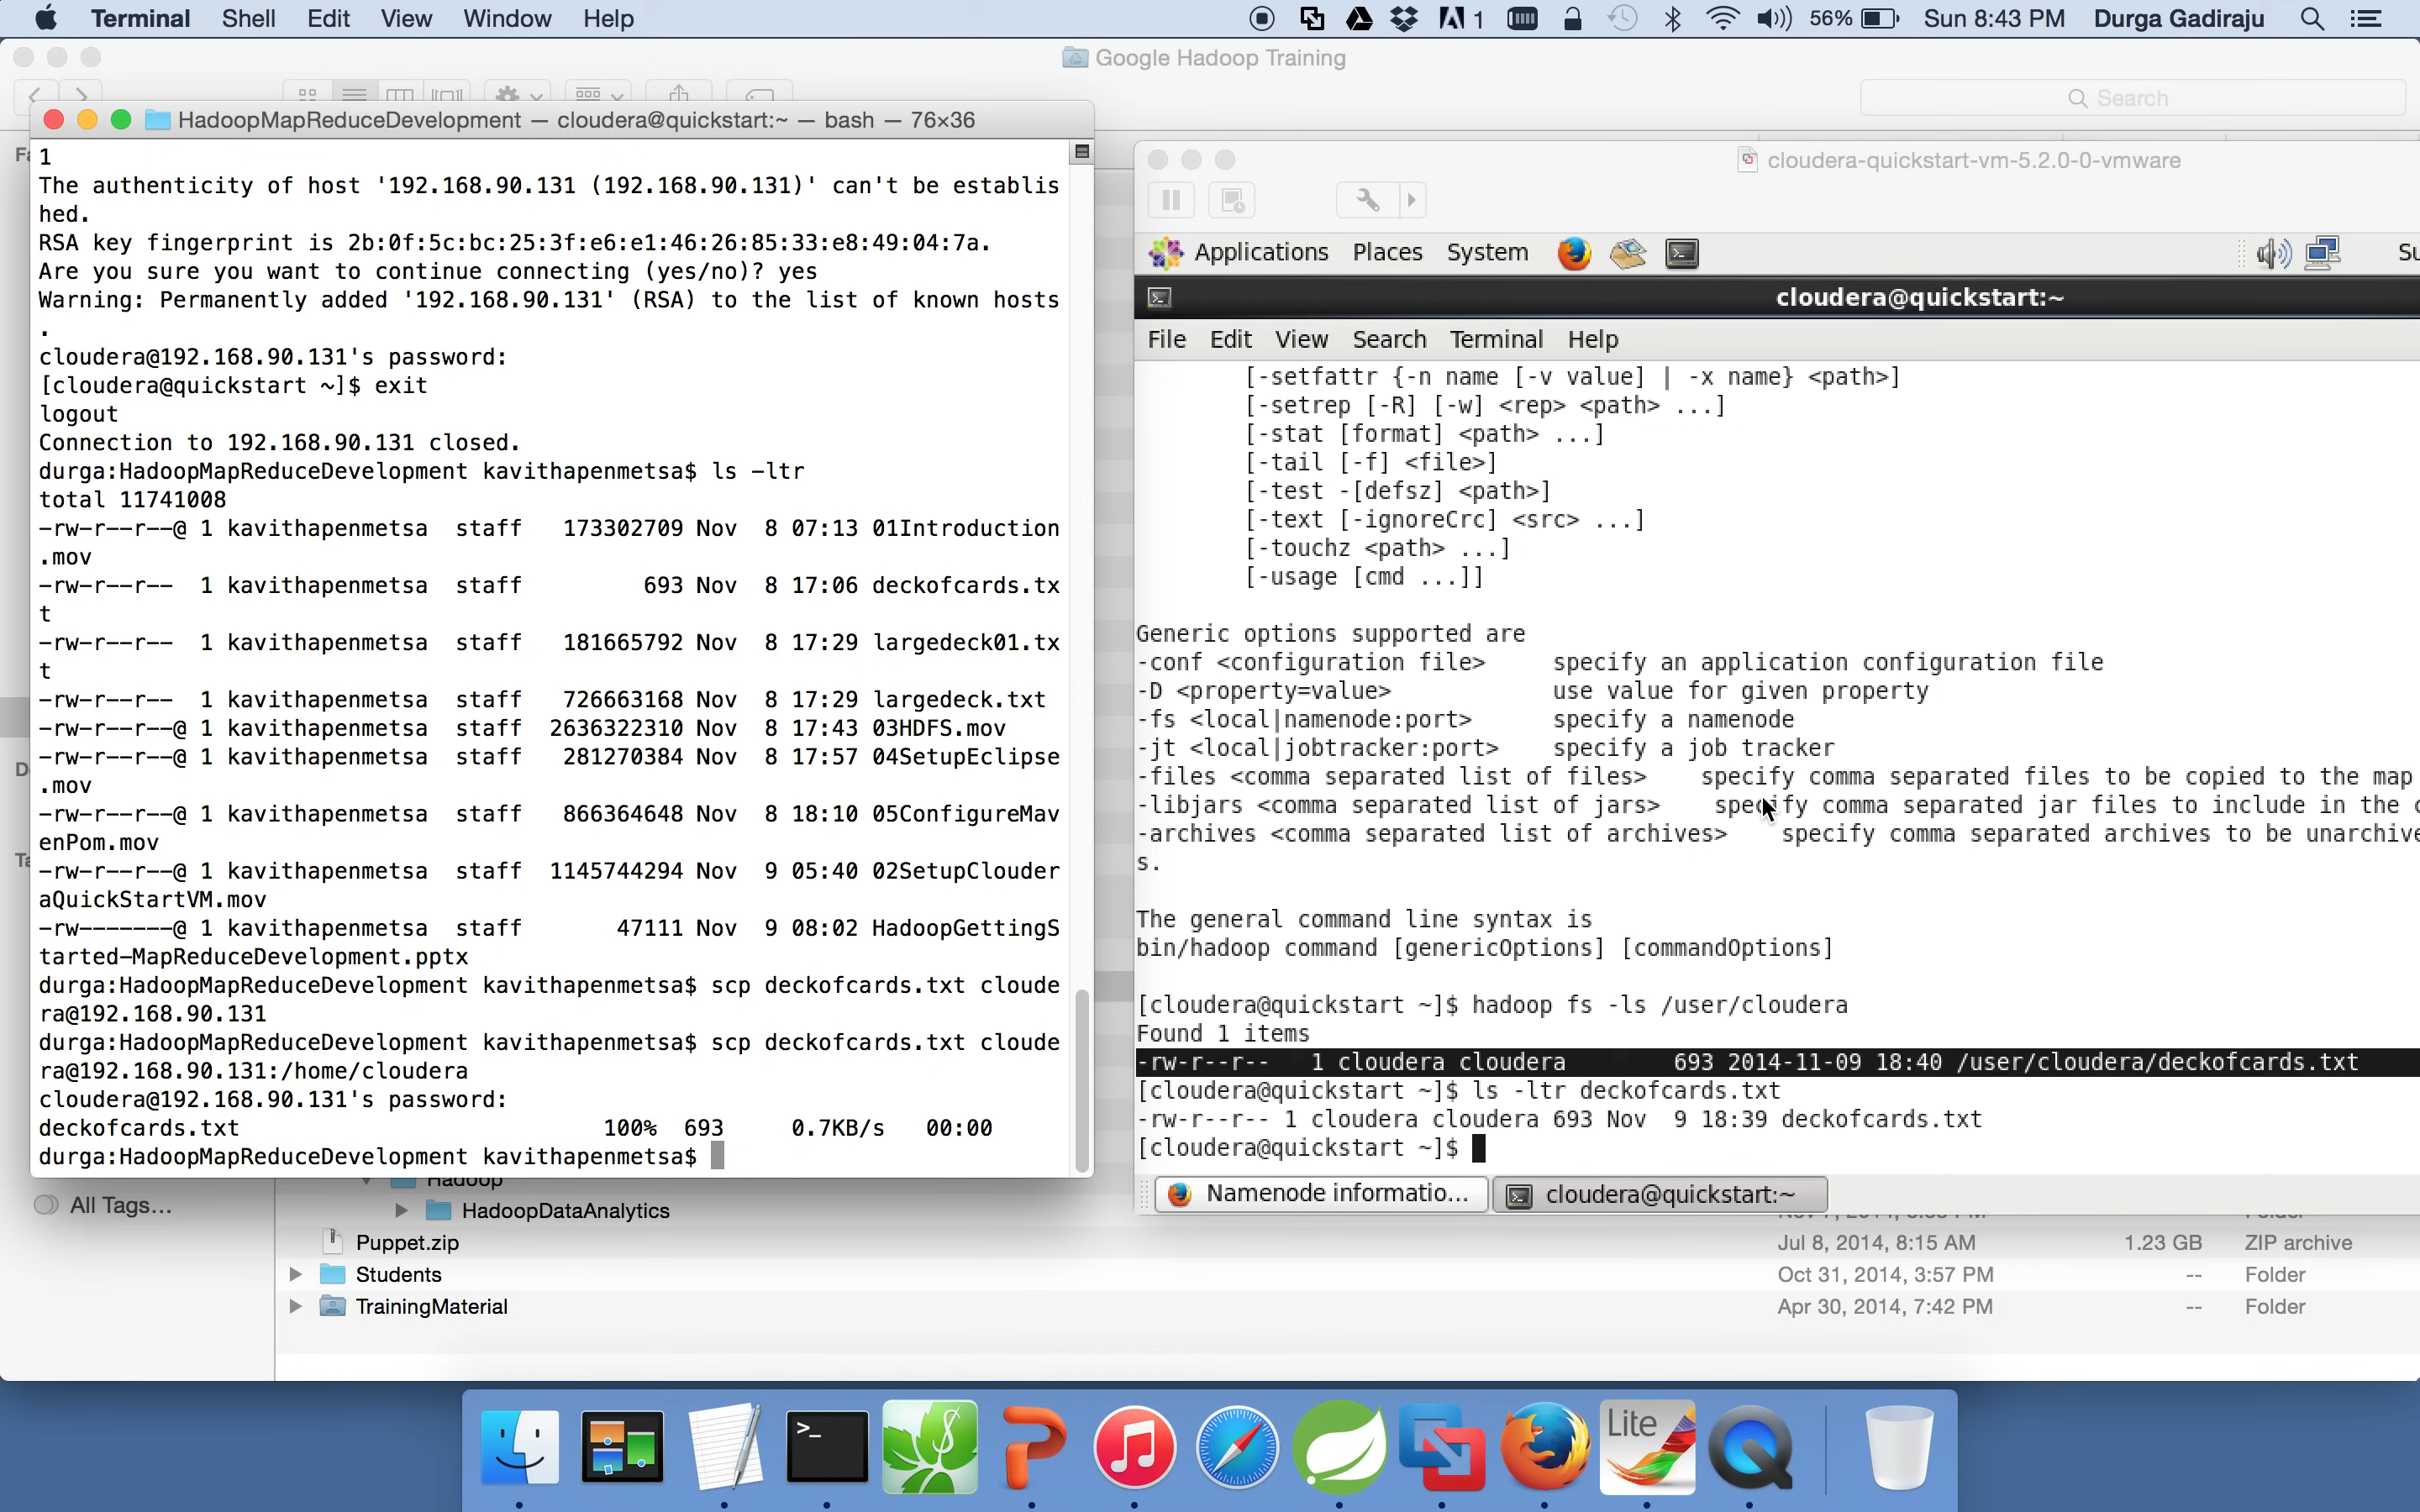 Terminal Shell Edit View Window Help 1 56% Sun 8:43 PM Durga Gadiraju
Google Hadoop Training
Search
HadoopMapReduceDevelopment — cloudera@quickstart:~ — bash — 76×36
1
The authenticity of host '192.168.90.131 (192.168.90.131)' can't be establis
hed.
RSA key fingerprint is 2b:0f:5c:bc:25:3f:e6:e1:46:26:85:33:e8:49:04:7a.
Are you sure you want to continue connecting (yes/no)? yes
Warning: Permanently added '192.168.90.131' (RSA) to the list of known hosts
.
cloudera@192.168.90.131's password:
[cloudera@quickstart ~]$ exit
logout
Connection to 192.168.90.131 closed.
durga:HadoopMapReduceDevelopment kavithapenmetsa$ ls -ltr
total 11741008
-rw-r--r--@ 1 kavithapenmetsa  staff   173302709 Nov  8 07:13 01Introduction
.mov
-rw-r--r--  1 kavithapenmetsa  staff         693 Nov  8 17:06 deckofcards.tx
t
-rw-r--r--  1 kavithapenmetsa  staff   181665792 Nov  8 17:29 largedeck01.tx
t
-rw-r--r--  1 kavithapenmetsa  staff   726663168 Nov  8 17:29 largedeck.txt
-rw-r--r--@ 1 kavithapenmetsa  staff  2636322310 Nov  8 17:43 03HDFS.mov
-rw-r--r--@ 1 kavithapenmetsa  staff   281270384 Nov  8 17:57 04SetupEclipse
.mov
-rw-r--r--@ 1 kavithapenmetsa  staff   866364648 Nov  8 18:10 05ConfigureMav
enPom.mov
-rw-r--r--@ 1 kavithapenmetsa  staff  1145744294 Nov  9 05:40 02SetupClouder
aQuickStartVM.mov
-rw-------@ 1 kavithapenmetsa  staff       47111 Nov  9 08:02 HadoopGettingS
tarted-MapReduceDevelopment.pptx
durga:HadoopMapReduceDevelopment kavithapenmetsa$ scp deckofcards.txt cloude
ra@192.168.90.131
durga:HadoopMapReduceDevelopment kavithapenmetsa$ scp deckofcards.txt cloude
ra@192.168.90.131:/home/cloudera
cloudera@192.168.90.131's password:
deckofcards.txt 100% 693 0.7KB/s 00:00
durga:HadoopMapReduceDevelopment kavithapenmetsa$
cloudera-quickstart-vm-5.2.0-0-vmware
Applications Places System Su
cloudera@quickstart:~
File Edit View Search Terminal Help
[-setfattr {-n name [-v value] | -x name} <path>]
[-setrep [-R] [-w] <rep> <path> ...]
[-stat [format] <path> ...]
[-tail [-f] <file>]
[-test -[defsz] <path>]
[-text [-ignoreCrc] <src> ...]
[-touchz <path> ...]
[-usage [cmd ...]]
Generic options supported are
-conf <configuration file>     specify an application configuration file
-D <property=value>            use value for given property
-fs <local|namenode:port>      specify a namenode
-jt <local|jobtracker:port>    specify a job tracker
-files <comma separated list of files>    specify comma separated files to be copied to the map
-libjars <comma separated list of jars>    specify comma separated jar files to include in the c
-archives <comma separated list of archives>    specify comma separated archives to be unarchive
s.
The general command line syntax is
bin/hadoop command [genericOptions] [commandOptions]
[cloudera@quickstart ~]$ hadoop fs -ls /user/cloudera
Found 1 items
-rw-r--r--   1 cloudera cloudera        693 2014-11-09 18:40 /user/cloudera/deckofcards.txt
[cloudera@quickstart ~]$ ls -ltr deckofcards.txt
-rw-r--r-- 1 cloudera cloudera 693 Nov  9 18:39 deckofcards.txt
[cloudera@quickstart ~]$
Namenode informatio... cloudera@quickstart:~
Hadoop
All Tags...
HadoopDataAnalytics
Puppet.zip Jul 8, 2014, 8:15 AM 1.23 GB ZIP archive
Students Oct 31, 2014, 3:57 PM -- Folder
TrainingMaterial Apr 30, 2014, 7:42 PM -- Folder
Lite